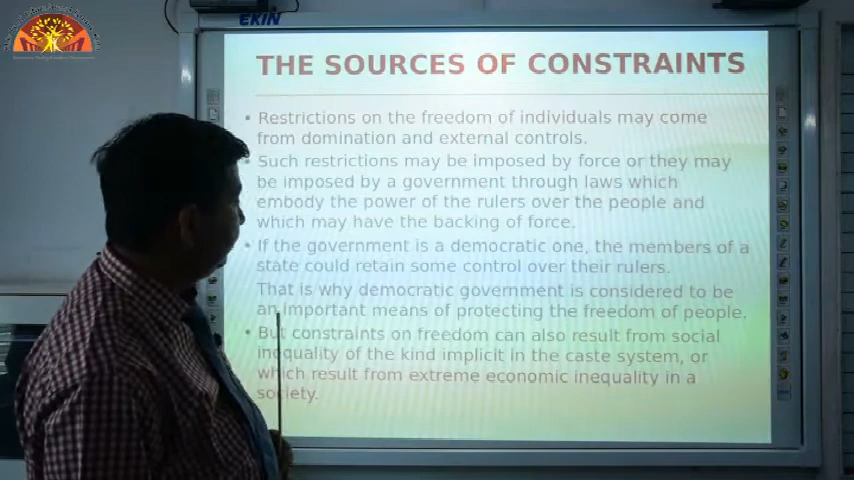 EKIN
THE SOURCES OF CONSTRAINTS
• Restrictions on the freedom of individuals may come
from domination and external controls.
• Such restrictions may be imposed by force or they may
be imposed by a government through laws which
embody the power of the rulers over the people and
which may have the backing of force.
• If the government is a democratic one, the members of a
state could retain some control over their rulers.
That is why democratic government is considered to be
an important means of protecting the freedom of people.
• But constraints on freedom can also result from social
inequality of the kind implicit in the caste system, or
which result from extreme economic inequality in a
society.